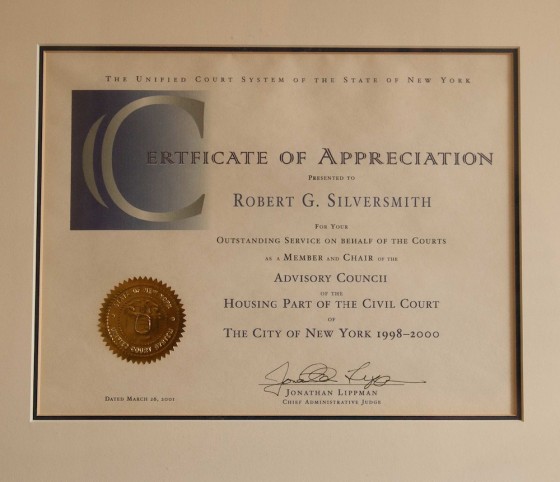 THE UNIFIED COURT SYSTEM OF THE STATE OF NEW YORK
CERTFICATE OF APPRECIATION
PRESENTED TO
ROBERT G. SILVERSMITH
FOR YOUR
OUTSTANDING SERVICE ON BEHALF OF THE COURTS
AS A MEMBER AND CHAIR OF THE
ADVISORY COUNCIL
OF THE
HOUSING PART OF THE CIVIL COURT
OF
THE CITY OF NEW YORK 1998–2000
JONATHAN LIPPMAN
CHIEF ADMINISTRATIVE JUDGE
DATED MARCH 28, 2001